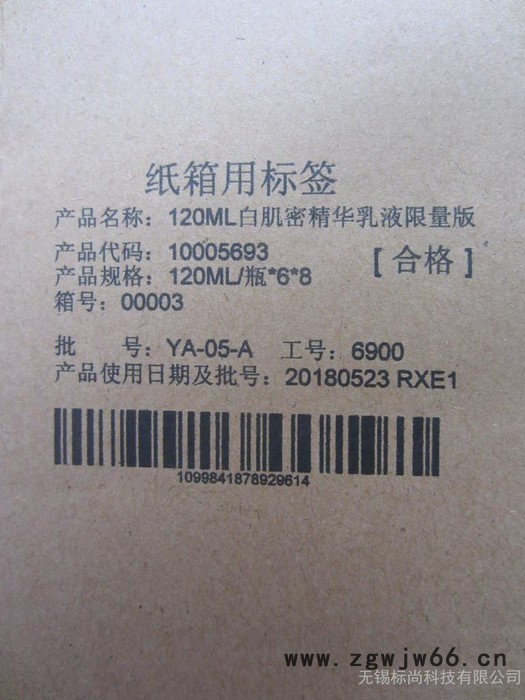 纸箱用标签
产品名称：120ML白肌密精华乳液限量版
产品代码：10005693
[合格]
产品规格：120ML/瓶*6*8
箱号：00003
批 号：YA-05-A 工号：6900
产品使用日期及批号：20180523 RXE1
1099841878929614
www.zgwjw66.cn
无锡标尚科技有限公司